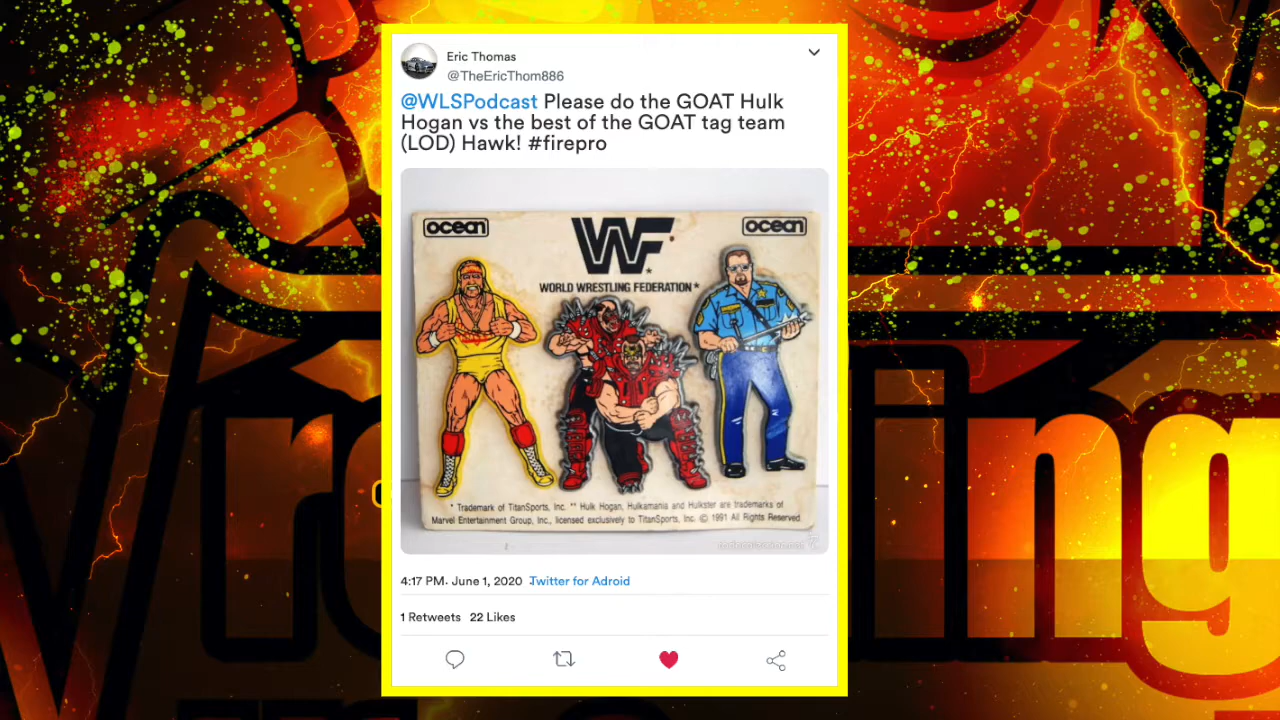 Eric Thomas
@TheEricThom886
@WLSPodcast Please do the GOAT Hulk
Hogan vs the best of the GOAT tag team
(LOD) Hawk! #firepro
ocean
WF
ocean
WORLD WRESTLING FEDERATION*
* Trademark of TitanSports, Inc. ** Hulk Hogan, Hulkamania and Hulkster are trademarks of
Marvel Entertainment Group, Inc., licensed exclusively to TitanSports, Inc. © 1991 All Rights Reserved.
4:17 PM. June 1, 2020 Twitter for Adroid
1 Retweets 22 Likes